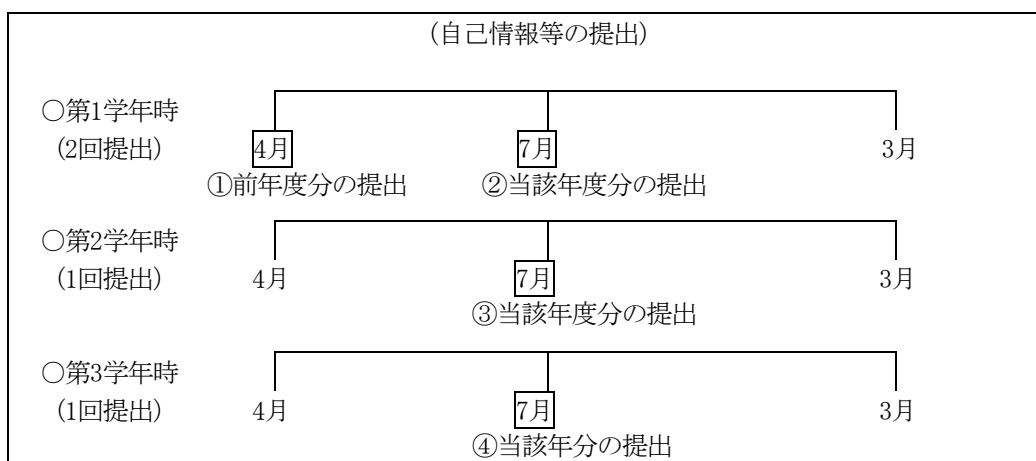 (自己情報等の提出)
○第1学年時
(2回提出) 4月 7月 3月
①前年度分の提出 ②当該年度分の提出
○第2学年時
(1回提出) 4月 7月 3月
③当該年度分の提出
○第3学年時
(1回提出) 4月 7月 3月
④当該年分の提出